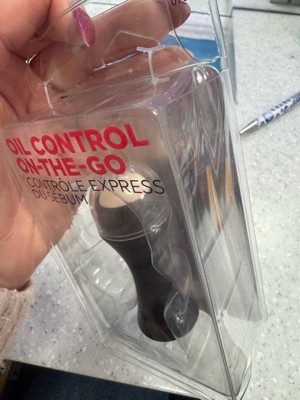 OIL CONTROL
ON-THE-GO
CONTRÔLE EXPRESS
DU SÉBUM